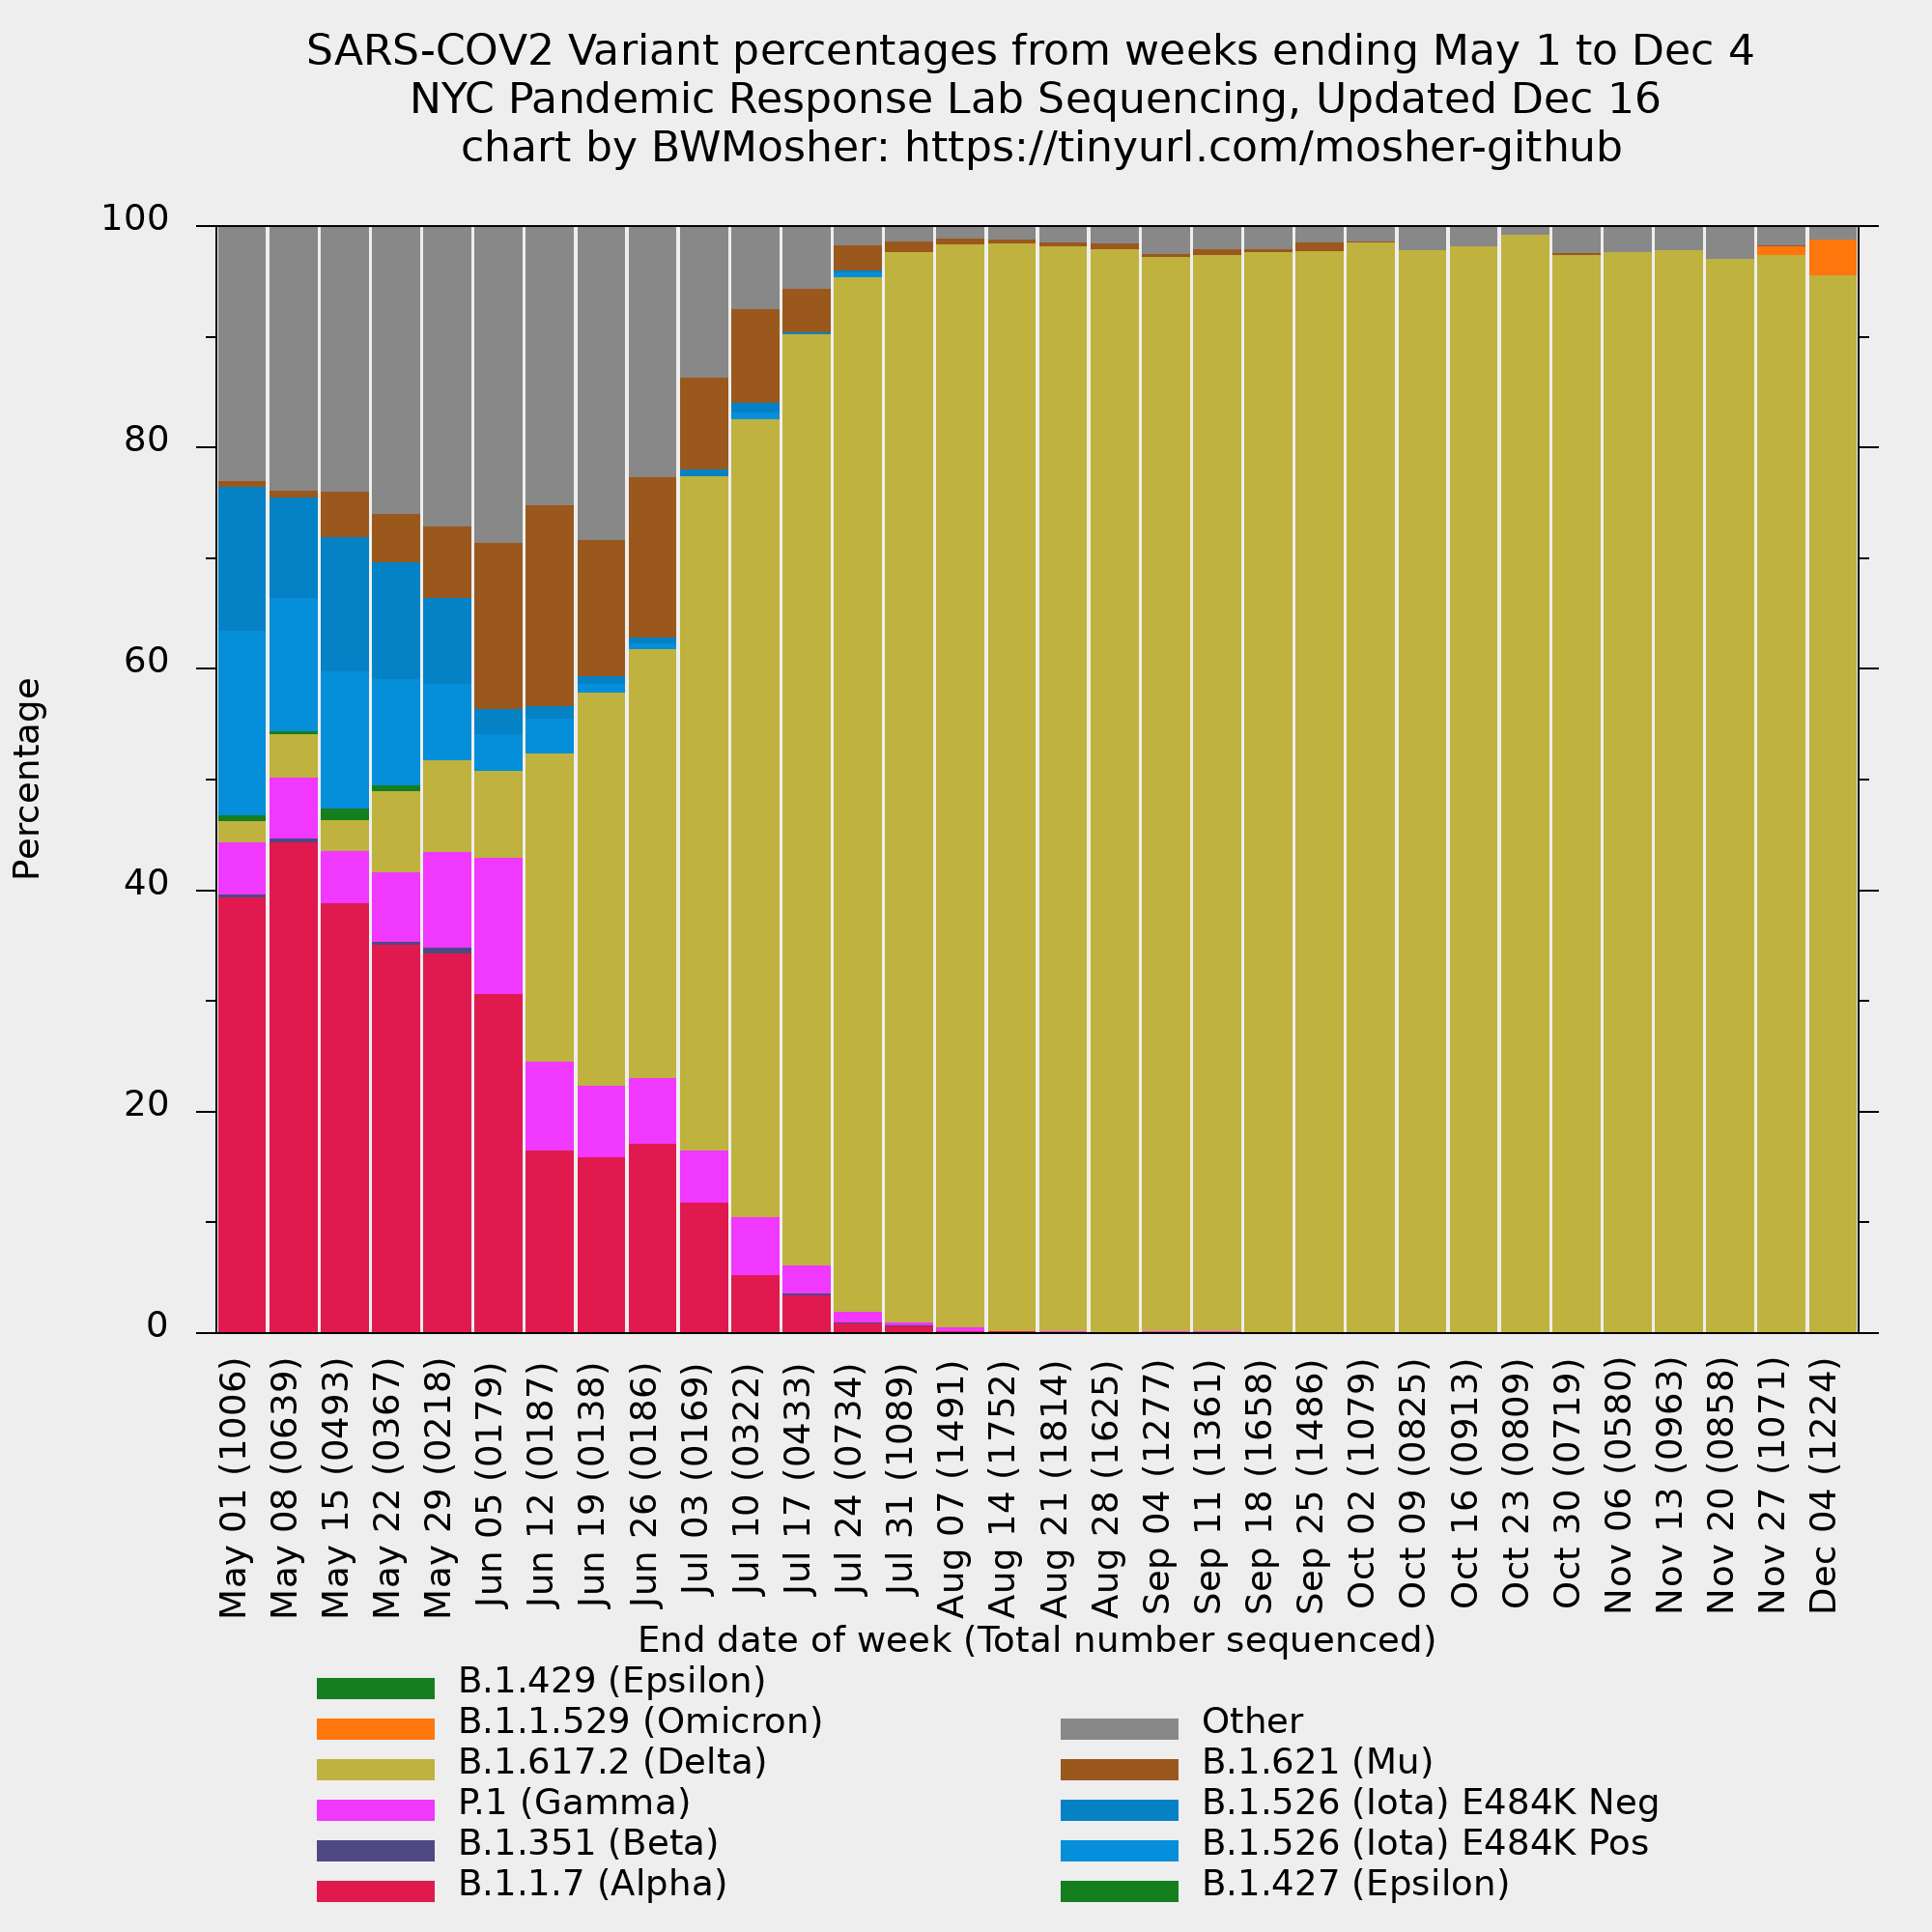 SARS-COV2 Variant percentages from weeks ending May 1 to Dec 4
NYC Pandemic Response Lab Sequencing, Updated Dec 16
chart by BWMosher: https://tinyurl.com/mosher-github
100
80
60
40
20
0
Percentage
May 01 (1006)
May 08 (0639)
May 15 (0493)
May 22 (0367)
May 29 (0218)
Jun 05 (0179)
Jun 12 (0187)
Jun 19 (0138)
Jun 26 (0186)
Jul 03 (0169)
Jul 10 (0322)
Jul 17 (0433)
Jul 24 (0734)
Jul 31 (1089)
Aug 07 (1491)
Aug 14 (1752)
Aug 21 (1814)
Aug 28 (1625)
Sep 04 (1277)
Sep 11 (1361)
Sep 18 (1658)
Sep 25 (1486)
Oct 02 (1079)
Oct 09 (0825)
Oct 16 (0913)
Oct 23 (0809)
Oct 30 (0719)
Nov 06 (0580)
Nov 13 (0963)
Nov 20 (0858)
Nov 27 (1071)
Dec 04 (1224)
End date of week (Total number sequenced)
B.1.429 (Epsilon)
B.1.1.529 (Omicron)
B.1.617.2 (Delta)
P.1 (Gamma)
B.1.351 (Beta)
B.1.1.7 (Alpha)
Other
B.1.621 (Mu)
B.1.526 (Iota) E484K Neg
B.1.526 (Iota) E484K Pos
B.1.427 (Epsilon)